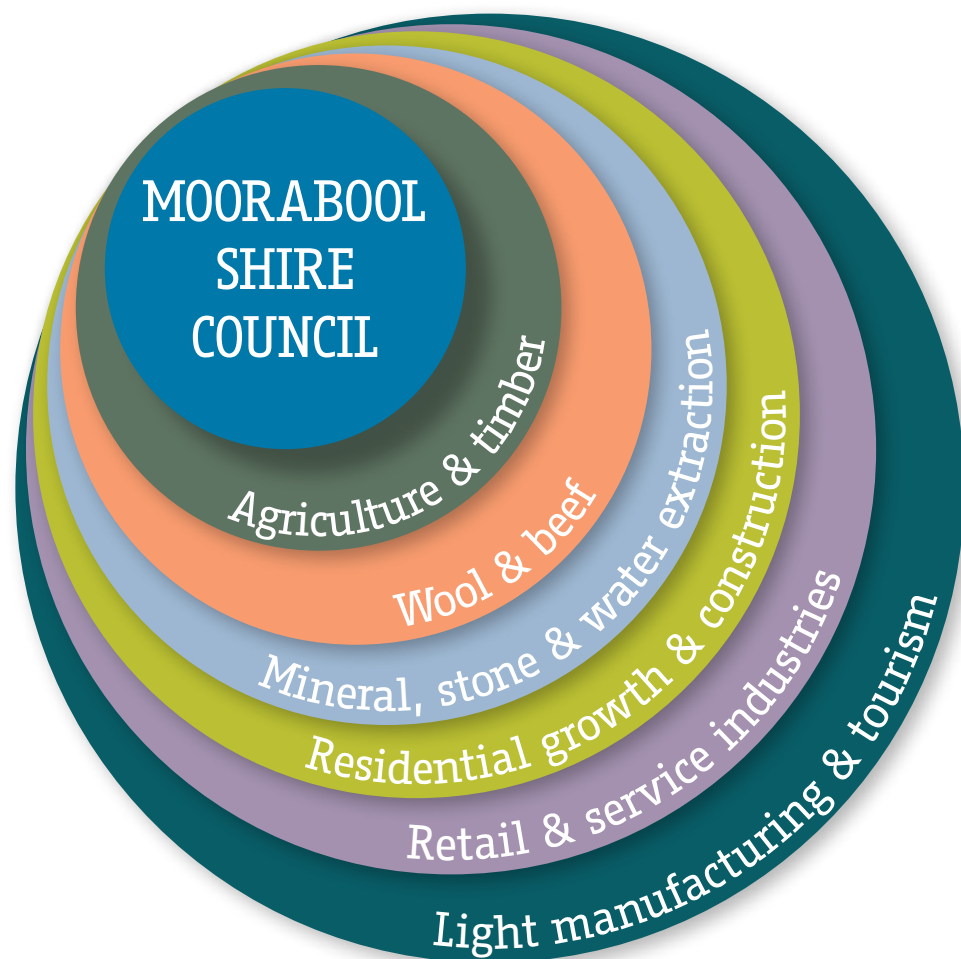 MOORABOOL
SHIRE
COUNCIL
Agriculture & timber
Wool & beef
Mineral, stone & water extraction
Residential growth & construction
Retail & service industries
Light manufacturing & tourism